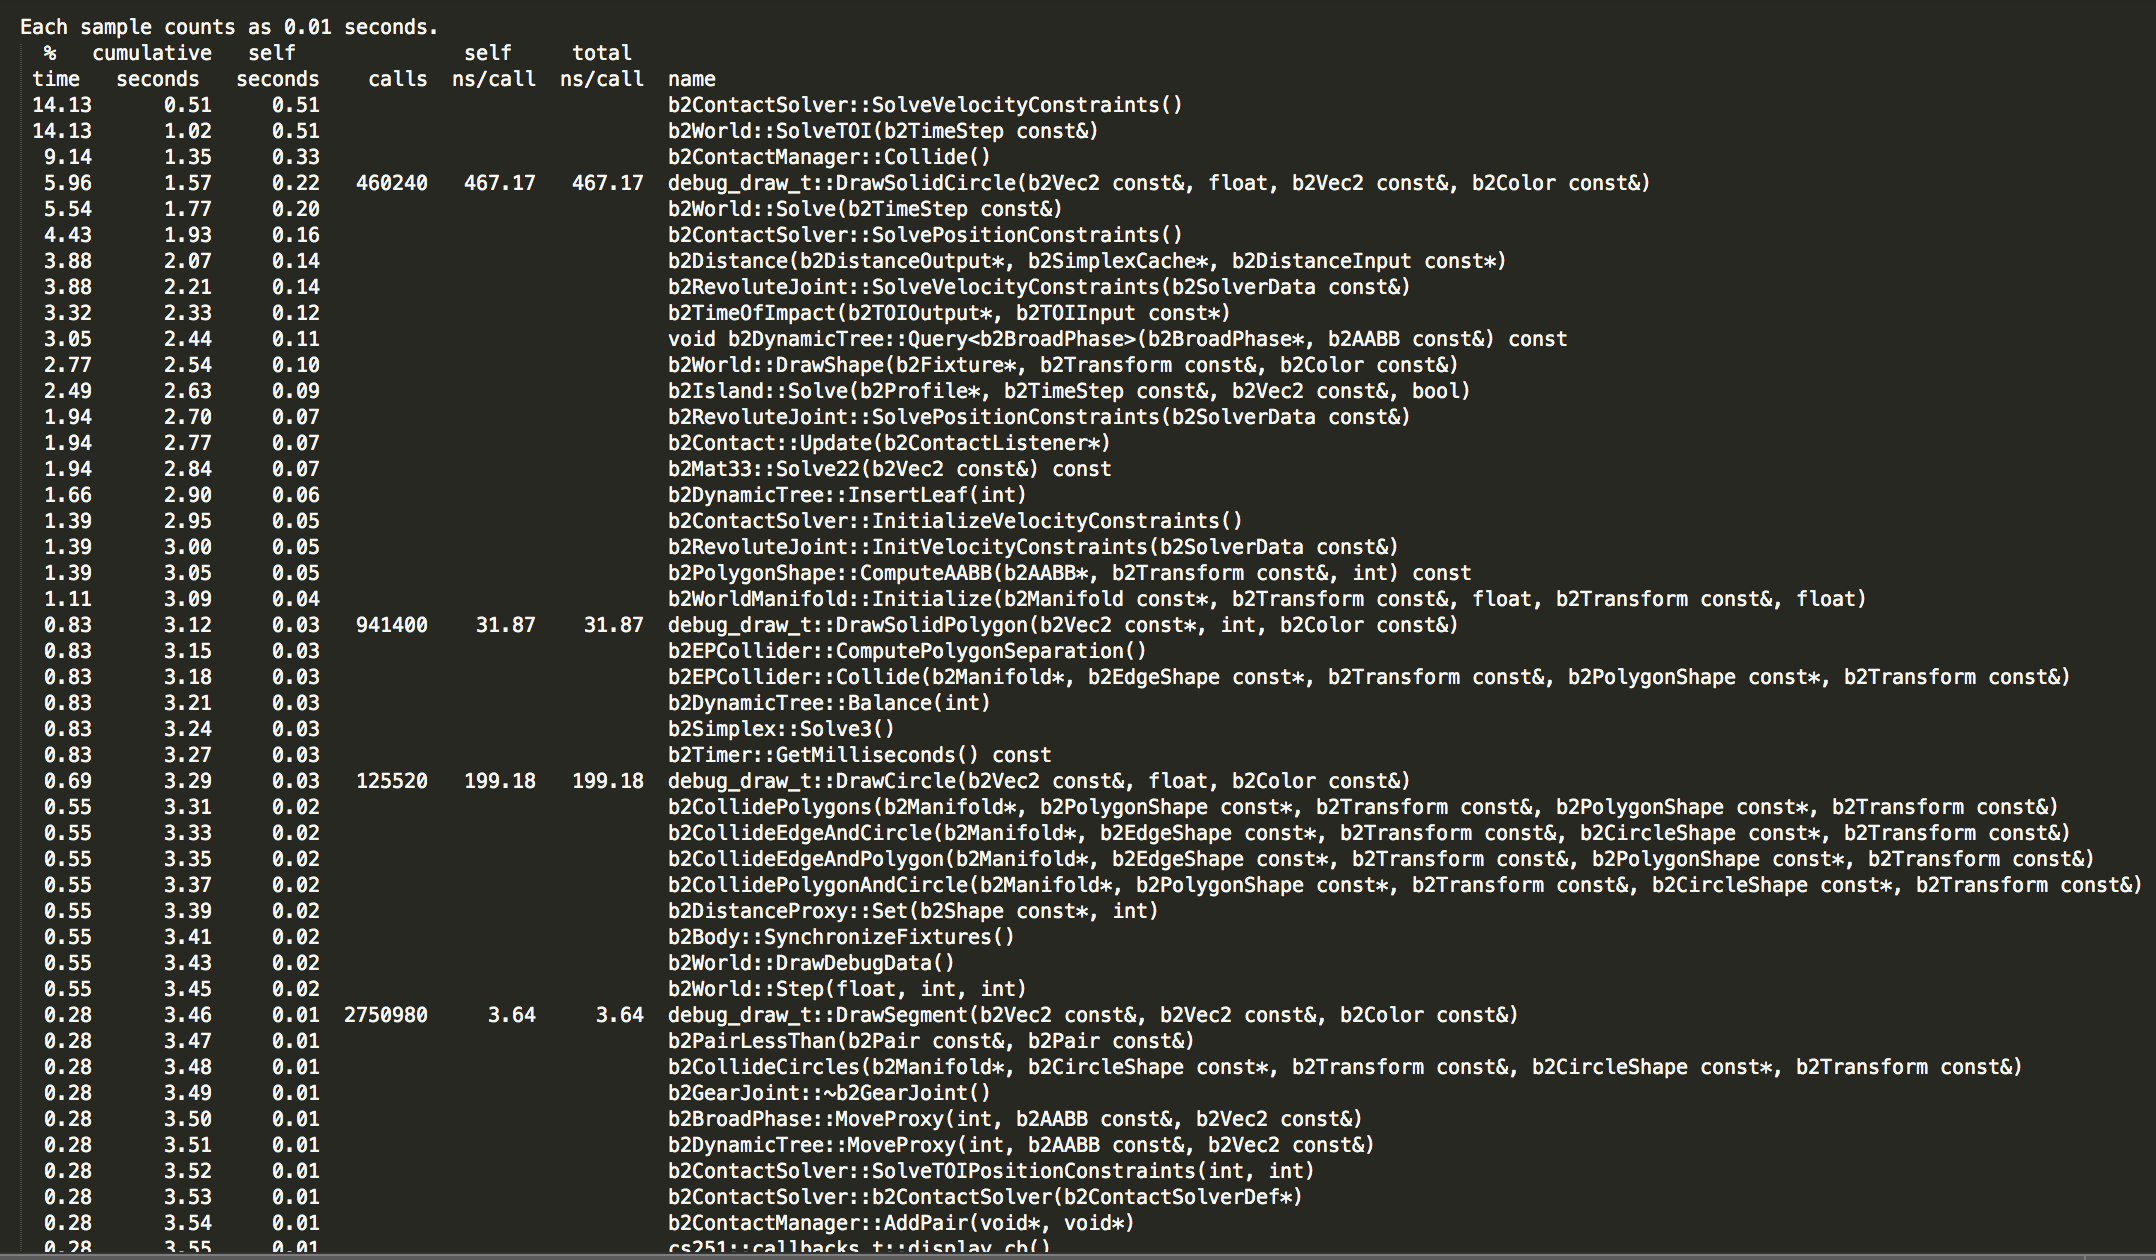 Each sample counts as 0.01 seconds.
  %   cumulative   self              self     total
 time   seconds   seconds    calls  ns/call  ns/call  name
 14.13      0.51     0.51                             b2ContactSolver::SolveVelocityConstraints()
 14.13      1.02     0.51                             b2World::SolveTOI(b2TimeStep const&)
  9.14      1.35     0.33                             b2ContactManager::Collide()
  5.96      1.57     0.22   460240   467.17   467.17  debug_draw_t::DrawSolidCircle(b2Vec2 const&, float, b2Vec2 const&, b2Color const&)
  5.54      1.77     0.20                             b2World::Solve(b2TimeStep const&)
  4.43      1.93     0.16                             b2ContactSolver::SolvePositionConstraints()
  3.88      2.07     0.14                             b2Distance(b2DistanceOutput*, b2SimplexCache*, b2DistanceInput const*)
  3.88      2.21     0.14                             b2RevoluteJoint::SolveVelocityConstraints(b2SolverData const&)
  3.32      2.33     0.12                             b2TimeOfImpact(b2TOIOutput*, b2TOIInput const*)
  3.05      2.44     0.11                             void b2DynamicTree::Query<b2BroadPhase>(b2BroadPhase*, b2AABB const&) const
  2.77      2.54     0.10                             b2World::DrawShape(b2Fixture*, b2Transform const&, b2Color const&)
  2.49      2.63     0.09                             b2Island::Solve(b2Profile*, b2TimeStep const&, b2Vec2 const&, bool)
  1.94      2.70     0.07                             b2RevoluteJoint::SolvePositionConstraints(b2SolverData const&)
  1.94      2.77     0.07                             b2Contact::Update(b2ContactListener*)
  1.94      2.84     0.07                             b2Mat33::Solve22(b2Vec2 const&) const
  1.66      2.90     0.06                             b2DynamicTree::InsertLeaf(int)
  1.39      2.95     0.05                             b2ContactSolver::InitializeVelocityConstraints()
  1.39      3.00     0.05                             b2RevoluteJoint::InitVelocityConstraints(b2SolverData const&)
  1.39      3.05     0.05                             b2PolygonShape::ComputeAABB(b2AABB*, b2Transform const&, int) const
  1.11      3.09     0.04                             b2WorldManifold::Initialize(b2Manifold const*, b2Transform const&, float, b2Transform const&, float)
  0.83      3.12     0.03   941400    31.87    31.87  debug_draw_t::DrawSolidPolygon(b2Vec2 const*, int, b2Color const&)
  0.83      3.15     0.03                             b2EPCollider::ComputePolygonSeparation()
  0.83      3.18     0.03                             b2EPCollider::Collide(b2Manifold*, b2EdgeShape const*, b2Transform const&, b2PolygonShape const*, b2Transform const&)
  0.83      3.21     0.03                             b2DynamicTree::Balance(int)
  0.83      3.24     0.03                             b2Simplex::Solve3()
  0.83      3.27     0.03                             b2Timer::GetMilliseconds() const
  0.69      3.29     0.03   125520   199.18   199.18  debug_draw_t::DrawCircle(b2Vec2 const&, float, b2Color const&)
  0.55      3.31     0.02                             b2CollidePolygons(b2Manifold*, b2PolygonShape const*, b2Transform const&, b2PolygonShape const*, b2Transform const&)
  0.55      3.33     0.02                             b2CollideEdgeAndCircle(b2Manifold*, b2EdgeShape const*, b2Transform const&, b2CircleShape const*, b2Transform const&)
  0.55      3.35     0.02                             b2CollideEdgeAndPolygon(b2Manifold*, b2EdgeShape const*, b2Transform const&, b2PolygonShape const*, b2Transform const&)
  0.55      3.37     0.02                             b2CollidePolygonAndCircle(b2Manifold*, b2PolygonShape const*, b2Transform const&, b2CircleShape const*, b2Transform const&)
  0.55      3.39     0.02                             b2DistanceProxy::Set(b2Shape const*, int)
  0.55      3.41     0.02                             b2Body::SynchronizeFixtures()
  0.55      3.43     0.02                             b2World::DrawDebugData()
  0.55      3.45     0.02                             b2World::Step(float, int, int)
  0.28      3.46     0.01  2750980     3.64     3.64  debug_draw_t::DrawSegment(b2Vec2 const&, b2Vec2 const&, b2Color const&)
  0.28      3.47     0.01                             b2PairLessThan(b2Pair const&, b2Pair const&)
  0.28      3.48     0.01                             b2CollideCircles(b2Manifold*, b2CircleShape const*, b2Transform const&, b2CircleShape const*, b2Transform const&)
  0.28      3.49     0.01                             b2GearJoint::~b2GearJoint()
  0.28      3.50     0.01                             b2BroadPhase::MoveProxy(int, b2AABB const&, b2Vec2 const&)
  0.28      3.51     0.01                             b2DynamicTree::MoveProxy(int, b2AABB const&, b2Vec2 const&)
  0.28      3.52     0.01                             b2ContactSolver::SolveTOIPositionConstraints(int, int)
  0.28      3.53     0.01                             b2ContactSolver::b2ContactSolver(b2ContactSolverDef*)
  0.28      3.54     0.01                             b2ContactManager::AddPair(void*, void*)
  0.28      3.55     0.01                             cs251::callbacks_t::display_cb()